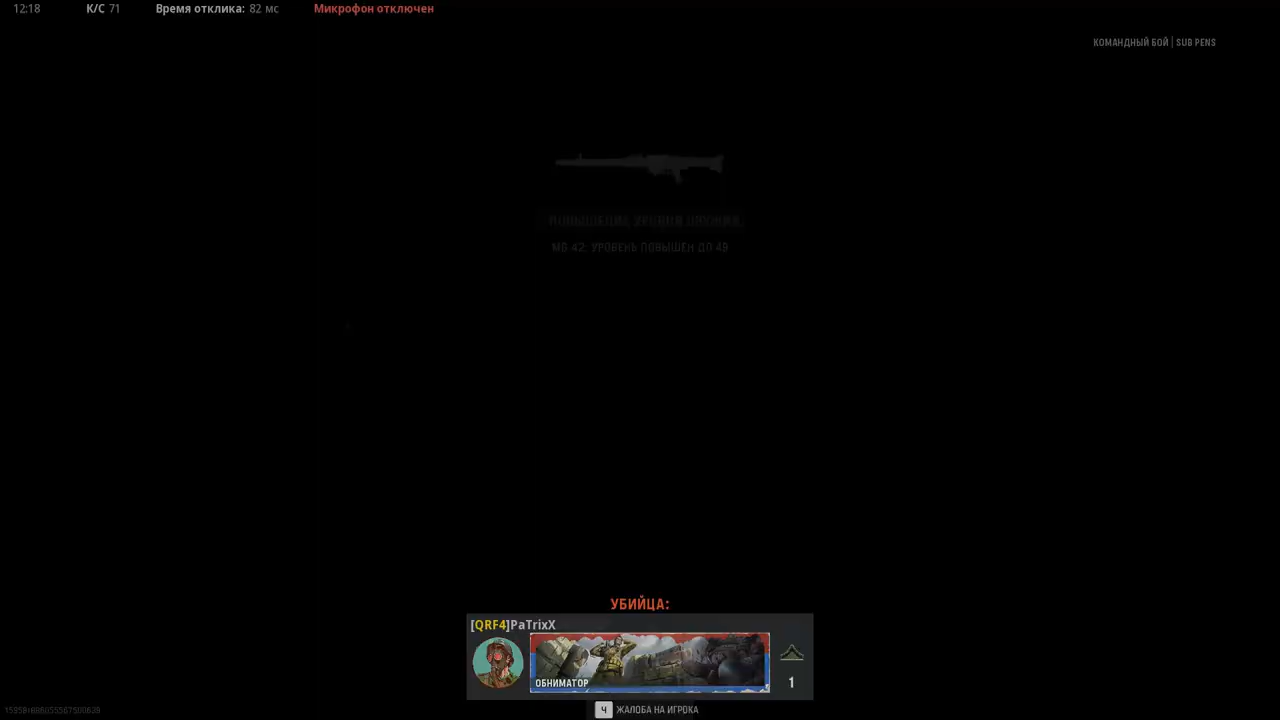 12:18 К/С 71 Время отклика: 82 мс Микрофон отключен
КОМАНДНЫЙ БОЙ | SUB PENS
ПОВЫШЕНИЕ УРОВНЯ ОРУЖИЯ
MG 42: УРОВЕНЬ ПОВЫШЕН ДО 49
УБИЙЦА:
[QRF4]PaTrixX
ОБНИМАТОР
1
Ч ЖАЛОБА НА ИГРОКА